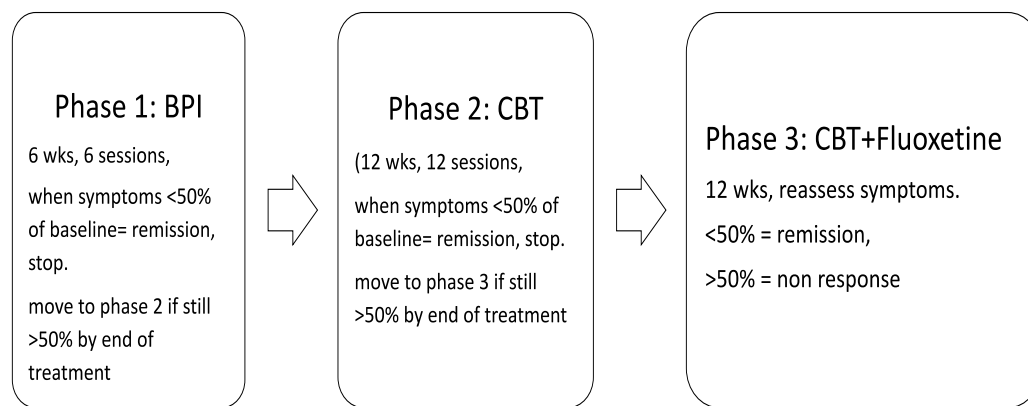 Phase 1: BPI
6 wks, 6 sessions,
when symptoms <50%
of baseline= remission,
stop.
move to phase 2 if still
>50% by end of
treatment
Phase 2: CBT
(12 wks, 12 sessions,
when symptoms <50% of
baseline= remission, stop.
move to phase 3 if still
>50% by end of treatment
Phase 3: CBT+Fluoxetine
12 wks, reassess symptoms.
<50% = remission,
>50% = non response